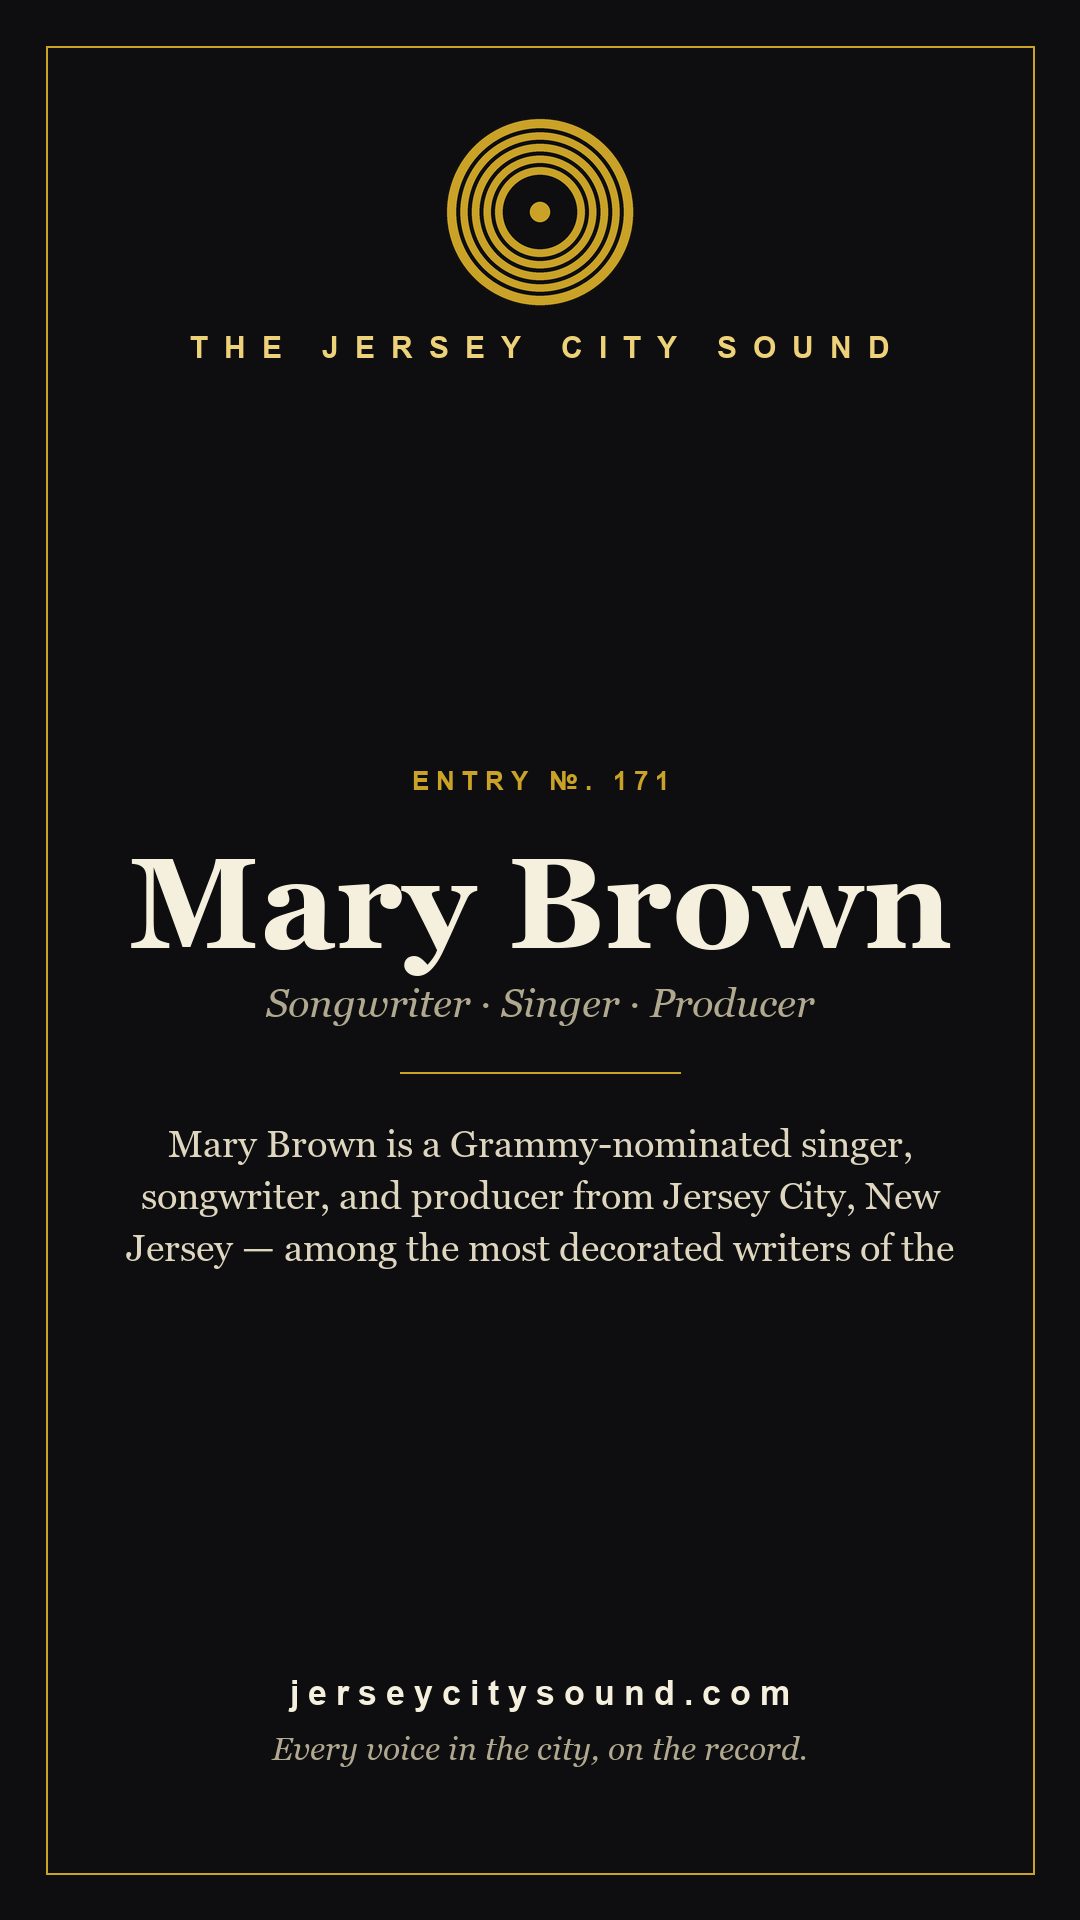 THE JERSEY CITY SOUND
ENTRY №. 171
Mary Brown
Songwriter · Singer · Producer
Mary Brown is a Grammy-nominated singer,
songwriter, and producer from Jersey City, New
Jersey — among the most decorated writers of the
jerseycitysound.com
Every voice in the city, on the record.